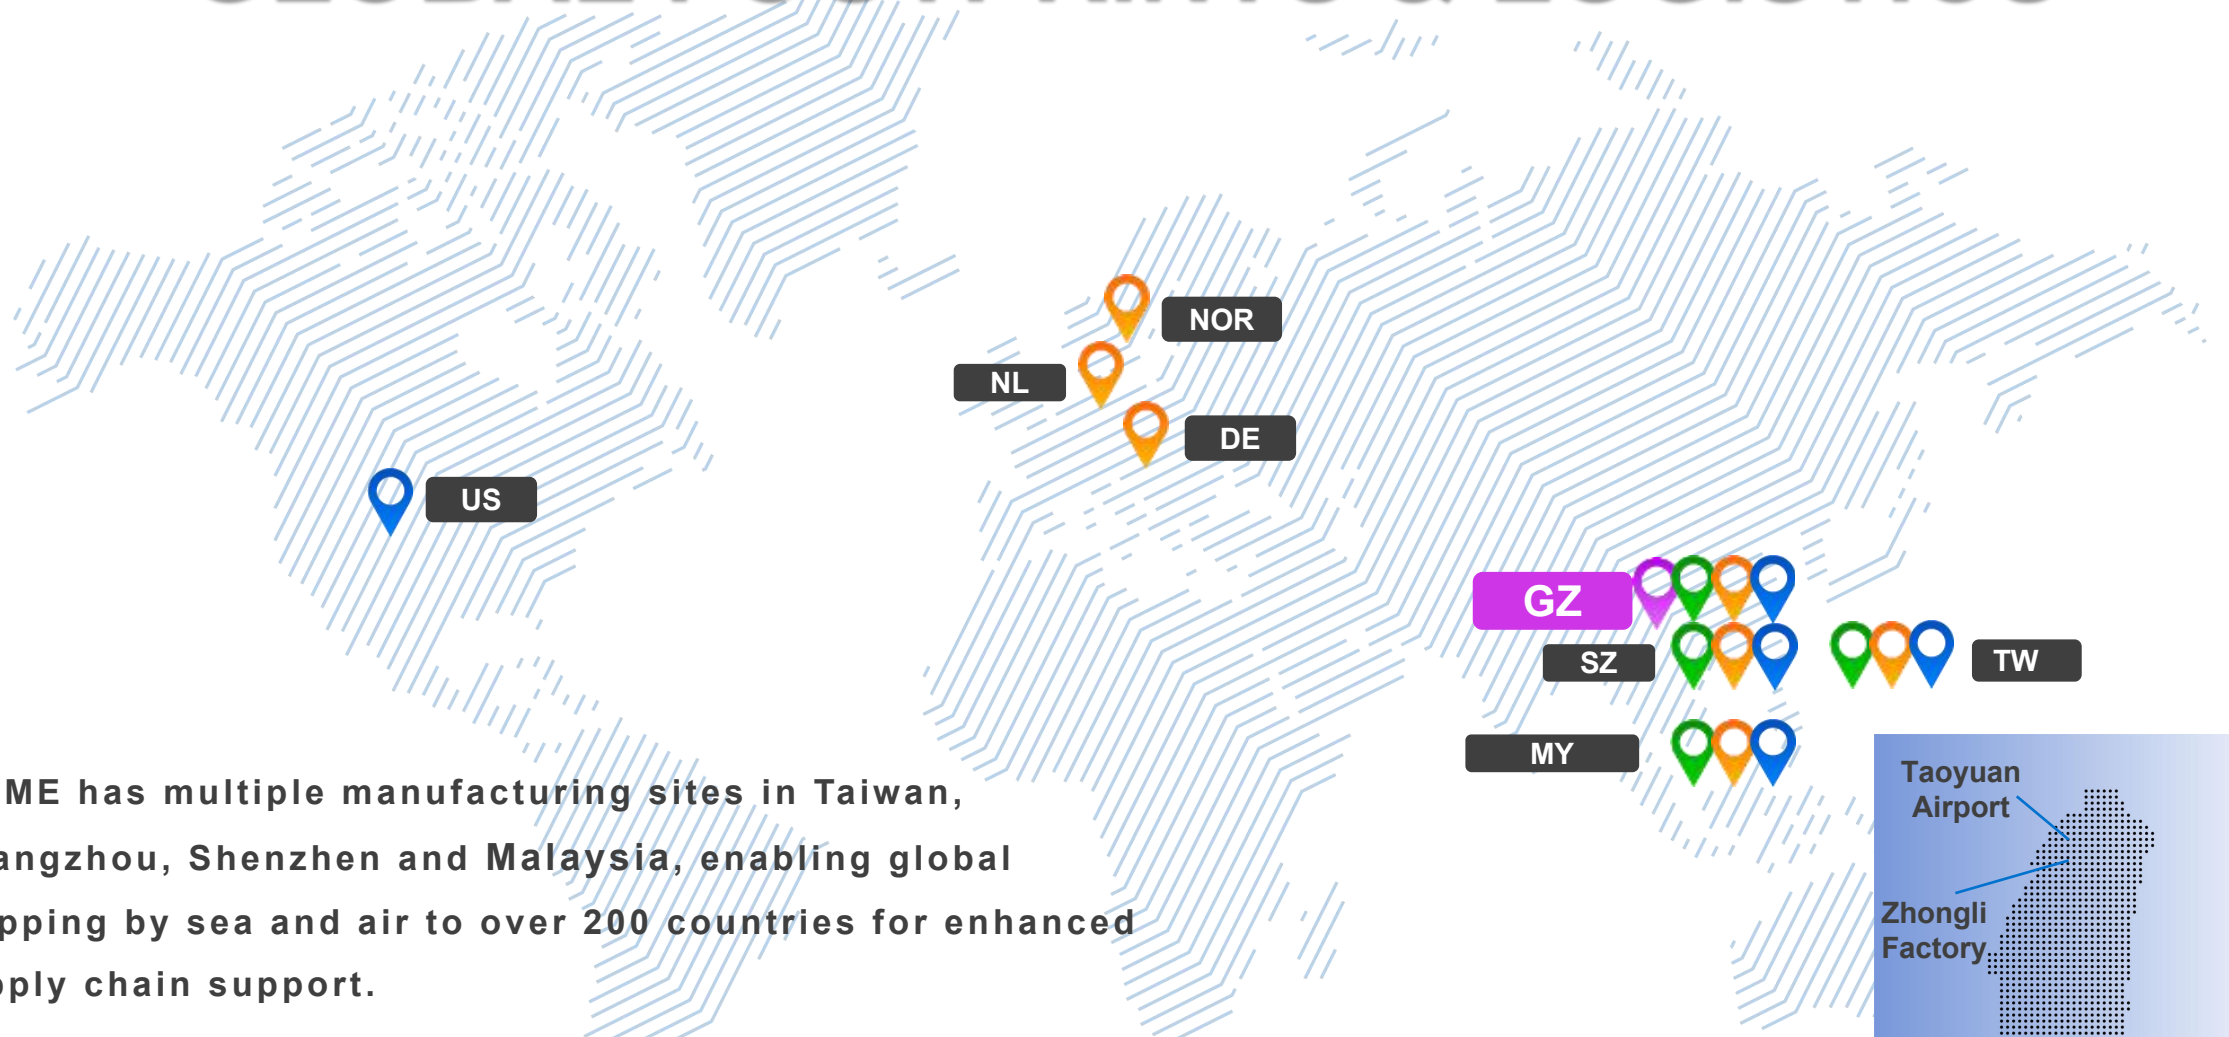 NOR
NL
DE
US
GZ
SZ
TW
MY
ME has multiple manufacturing sites in Taiwan,
angzhou, Shenzhen and Malaysia, enabling global
pping by sea and air to over 200 countries for enhanced
pply chain support.
Taoyuan
Airport
Zhongli
Factory